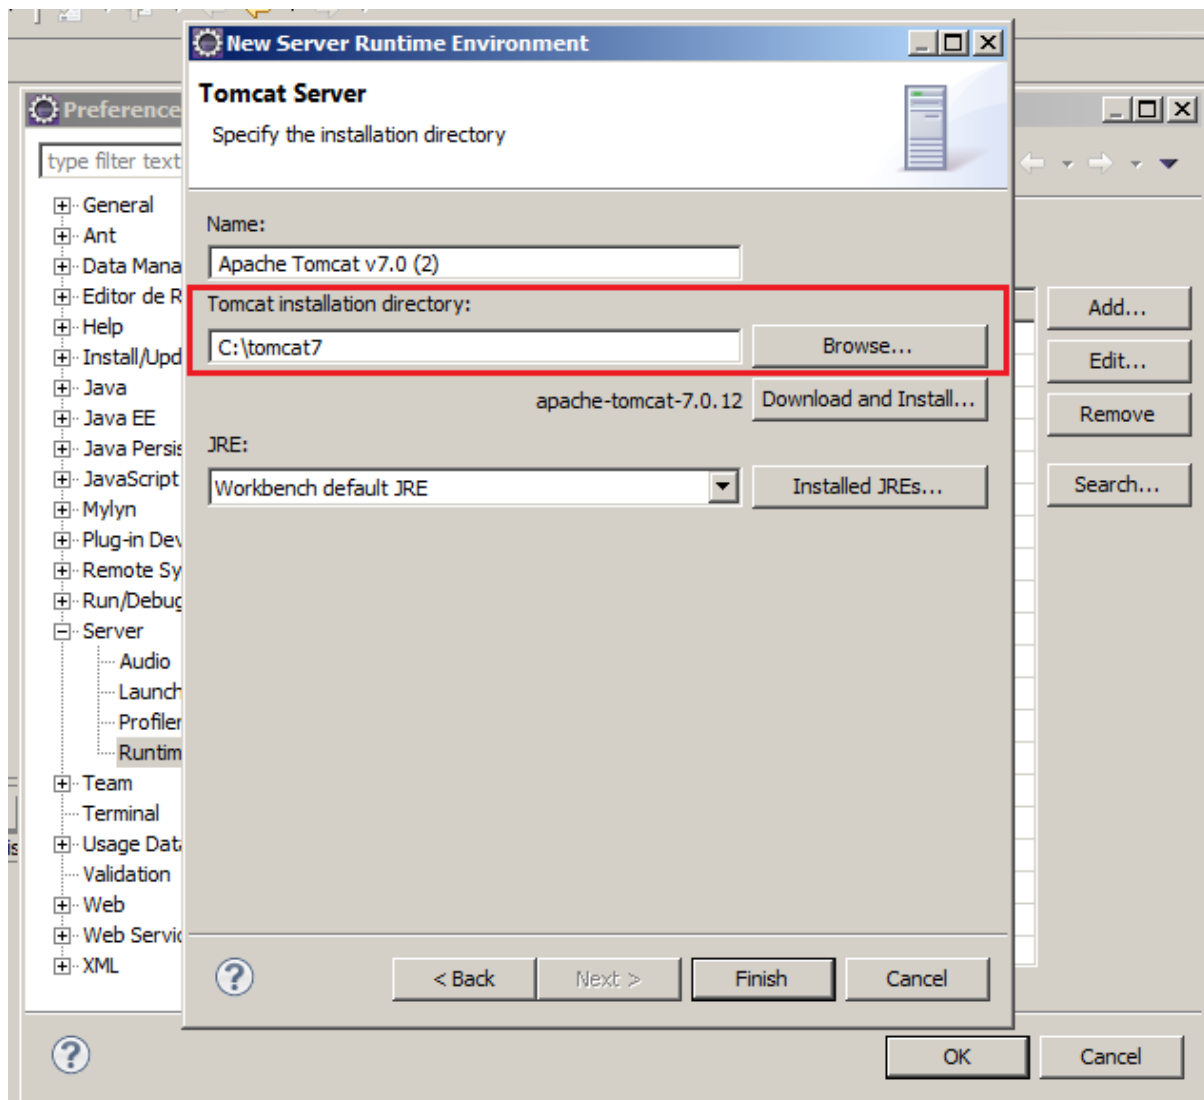 New Server Runtime Environment
Tomcat Server
Specify the installation directory
Name:
Apache Tomcat v7.0 (2)
Tomcat installation directory:
C:\tomcat7
Browse...
apache-tomcat-7.0.12
Download and Install...
JRE:
Workbench default JRE
Installed JREs...
< Back
Next >
Finish
Cancel
Preference
type filter text
General
Ant
Data Mana
Editor de R
Help
Install/Upd
Java
Java EE
Java Persis
JavaScript
Mylyn
Plug-in Dev
Remote Sy
Run/Debug
Server
Audio
Launch
Profiler
Runtim
Team
Terminal
Usage Data
Validation
Web
Web Servic
XML
Add...
Edit...
Remove
Search...
OK
Cancel